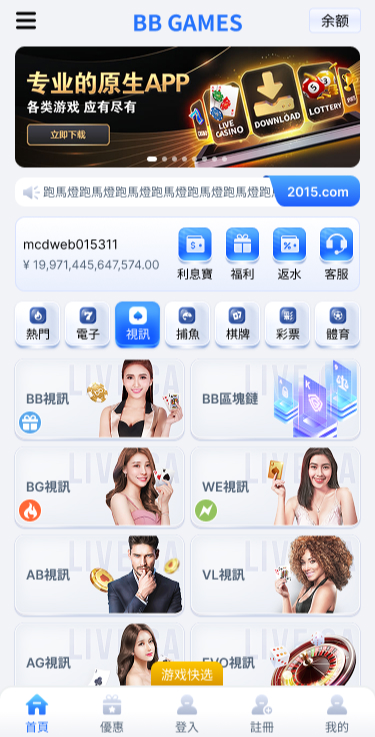 BB GAMES
余额
专业的原生APP
各类游戏 应有尽有
立即下载
LIVE CASINO
DOWNLOAD
LOTTERY
跑馬燈跑馬燈跑馬燈跑馬燈跑馬燈跑馬燈跑
2015.com
mcdweb015311
¥ 19,971,445,647,574.00
利息寶
福利
返水
客服
熱門
電子
視訊
捕魚
棋牌
彩票
體育
BB視訊
BB區塊鏈
BG視訊
WE視訊
AB視訊
VL視訊
AG視訊
EVO視訊
游戏快选
首頁
優惠
登入
註冊
我的